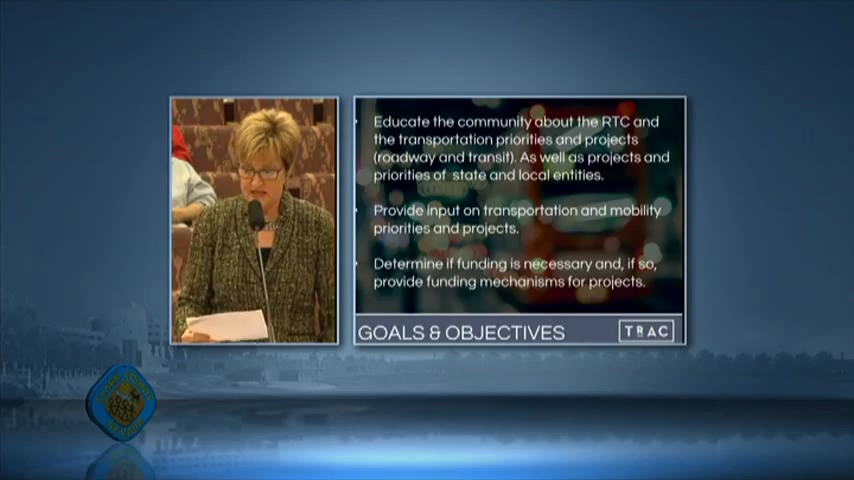 Educate the community about the RTC and
the transportation priorities and projects
(roadway and transit). As well as projects and
priorities of state and local entities.
Provide input on transportation and mobility
priorities and projects.
Determine if funding is necessary and, if so,
provide funding mechanisms for projects.
GOALS & OBJECTIVES
TRAC